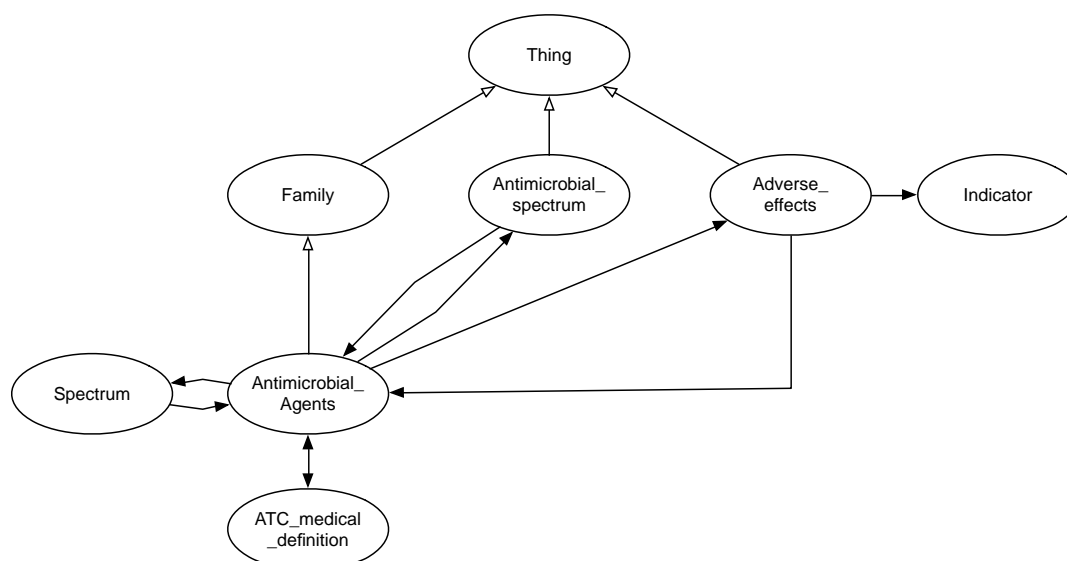 Thing
Family
Antimicrobial_
spectrum
Adverse_
effects
Indicator
Spectrum
Antimicrobial_
Agents
ATC_medical
_definition